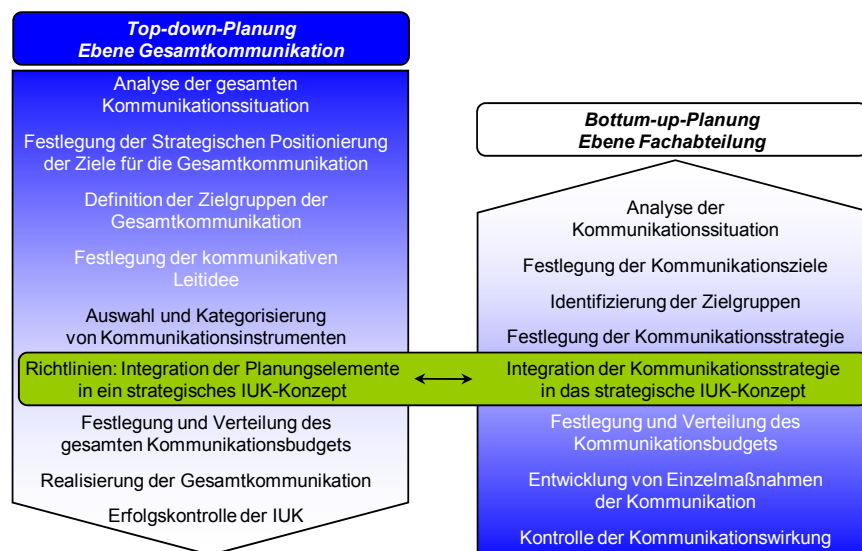 Top-down-Planung
Ebene Gesamtkommunikation
Analyse der gesamten
Kommunikationssituation
Festlegung der Strategischen Positionierung
der Ziele für die Gesamtkommunikation
Definition der Zielgruppen der
Gesamtkommunikation
Festlegung der kommunikativen
Leitidee
Auswahl und Kategorisierung
von Kommunikationsinstrumenten
Richtlinien: Integration der Planungselemente
in ein strategisches IUK-Konzept
Festlegung und Verteilung des
gesamten Kommunikationsbudgets
Realisierung der Gesamtkommunikation
Erfolgskontrolle der IUK
Bottum-up-Planung
Ebene Fachabteilung
Analyse der
Kommunikationssituation
Festlegung der Kommunikationsziele
Identifizierung der Zielgruppen
Festlegung der Kommunikationsstrategie
Integration der Kommunikationsstrategie
in das strategische IUK-Konzept
Festlegung und Verteilung des
Kommunikationsbudgets
Entwicklung von Einzelmaßnahmen
der Kommunikation
Kontrolle der Kommunikationswirkung